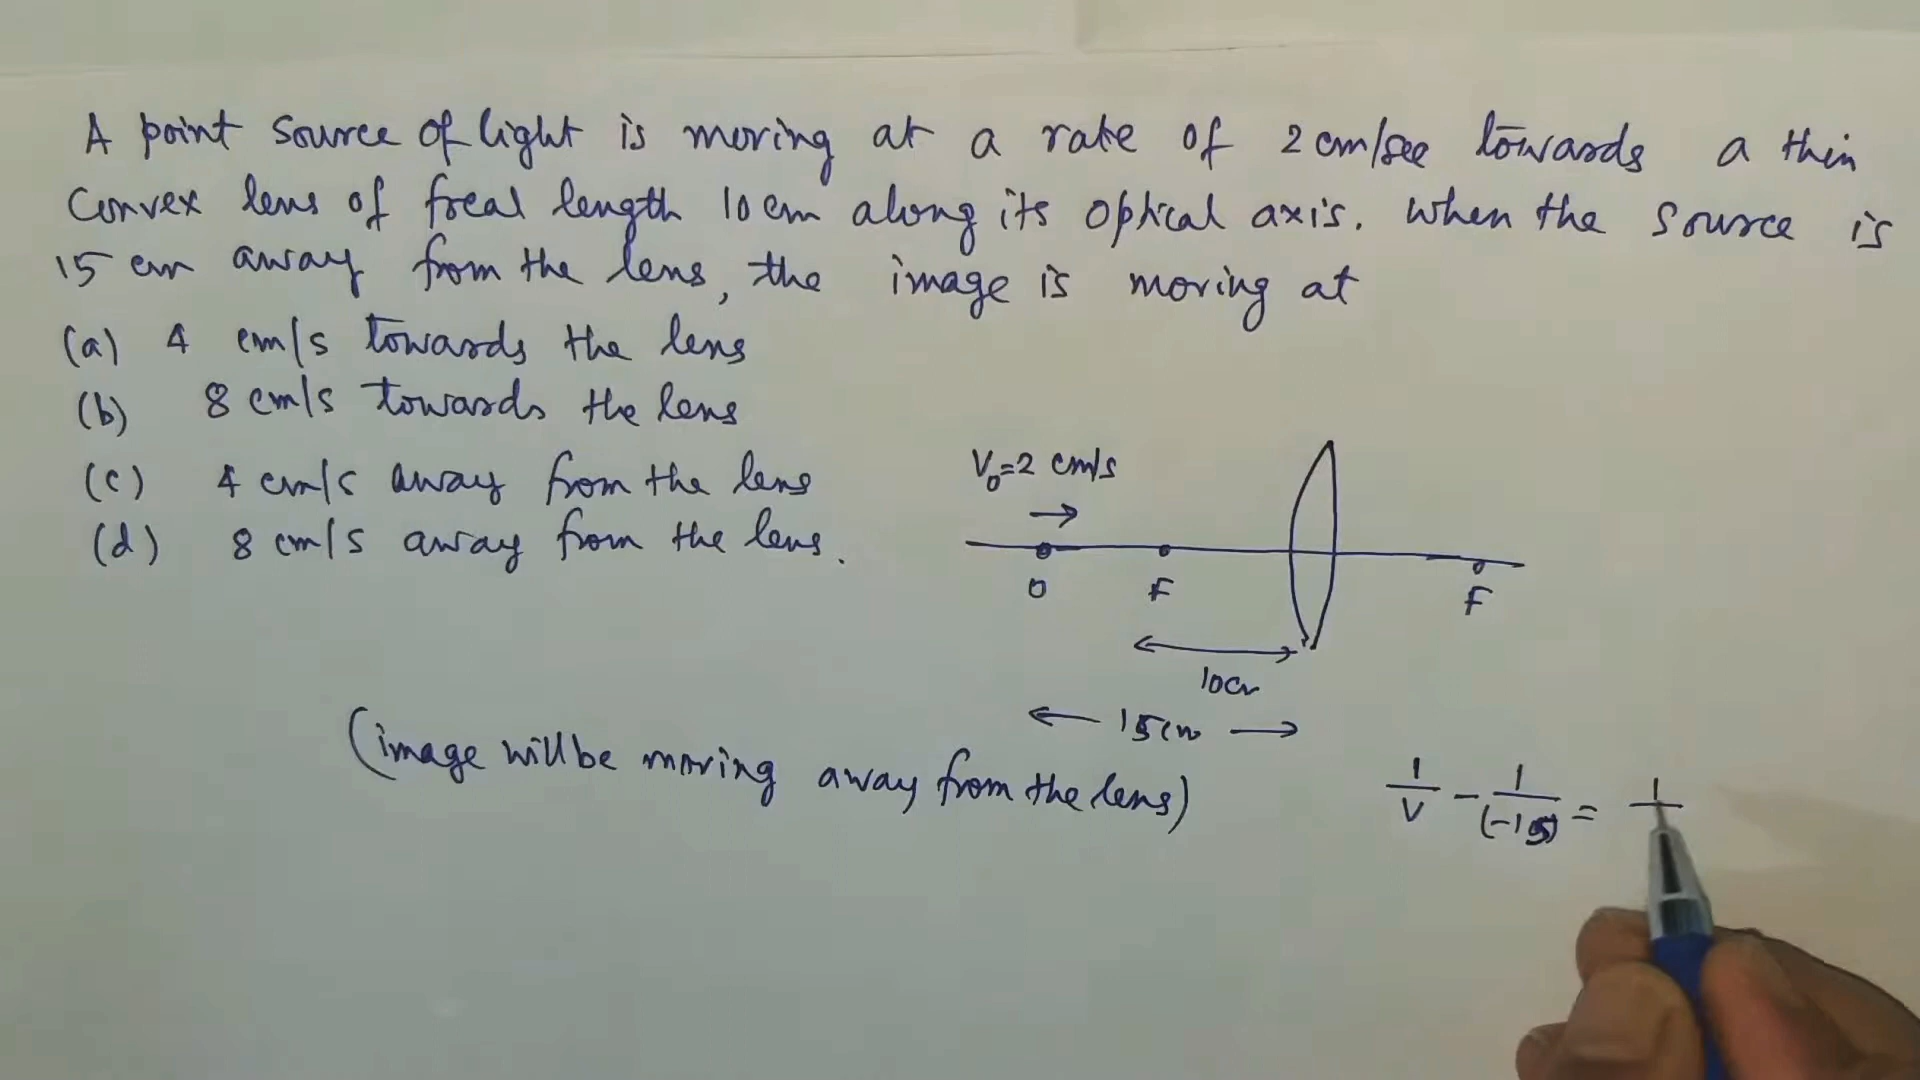 A point source of light is moving at a rate of 2 cm/sec towards a thin
convex lens of focal length 10 cm along its optical axis. When the source is
15 cm away from the lens, the image is moving at
(a) 4 cm/s towards the lens
(b) 8 cm/s towards the lens
(c) 4 cm/s away from the lens
(d) 8 cm/s away from the lens.
V₀=2 cm/s
O F F
10cm
15cm
(image will be moving away from the lens)
1/V - 1/(-15) = 1/